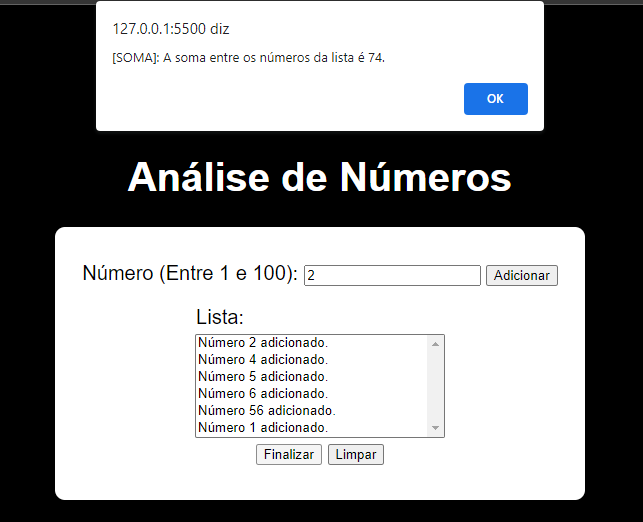 127.0.0.1:5500 diz
[SOMA]: A soma entre os números da lista é 74.
OK
Análise de Números
Número (Entre 1 e 100): 2 Adicionar
Lista:
Número 2 adicionado.
Número 4 adicionado.
Número 5 adicionado.
Número 6 adicionado.
Número 56 adicionado.
Número 1 adicionado.
Finalizar Limpar